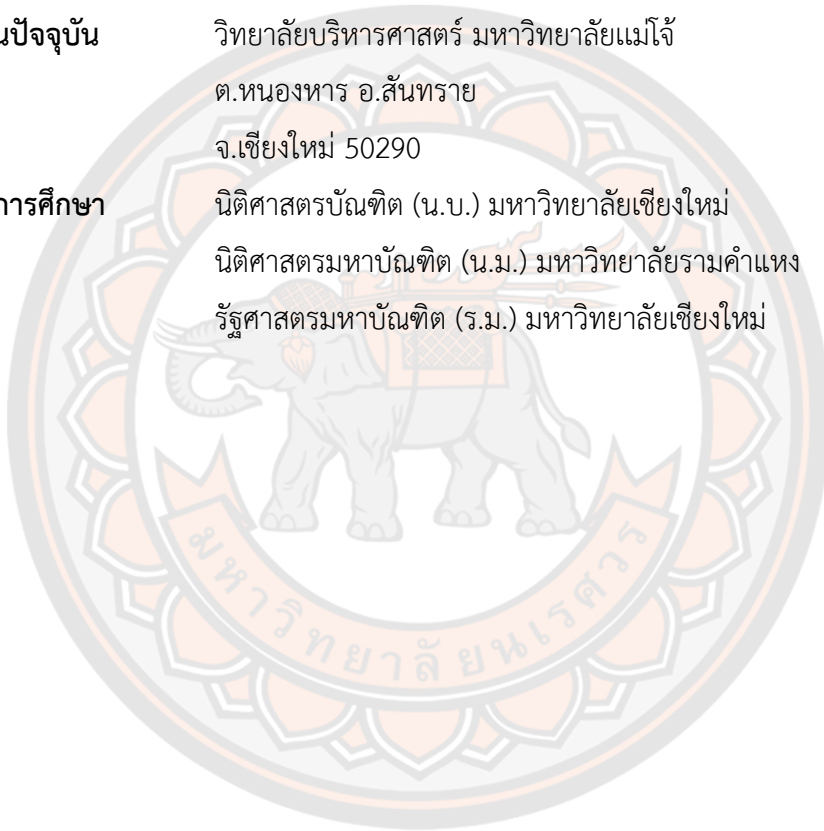 วิทยาลัยบริหารศาสตร์ มหาวิทยาลัยแม่โจ้
ต.หนองหาร อ.สันทราย
จ.เชียงใหม่ 50290
การศึกษา นิติศาสตรบัณฑิต (น.บ.) มหาวิทยาลัยเชียงใหม่
นิติศาสตรมหาบัณฑิต (น.ม.) มหาวิทยาลัยรามคำแหง
รัฐศาสตรมหาบัณฑิต (ร.ม.) มหาวิทยาลัยเชียงใหม่
มหาวิทยาลัยนเรศวร